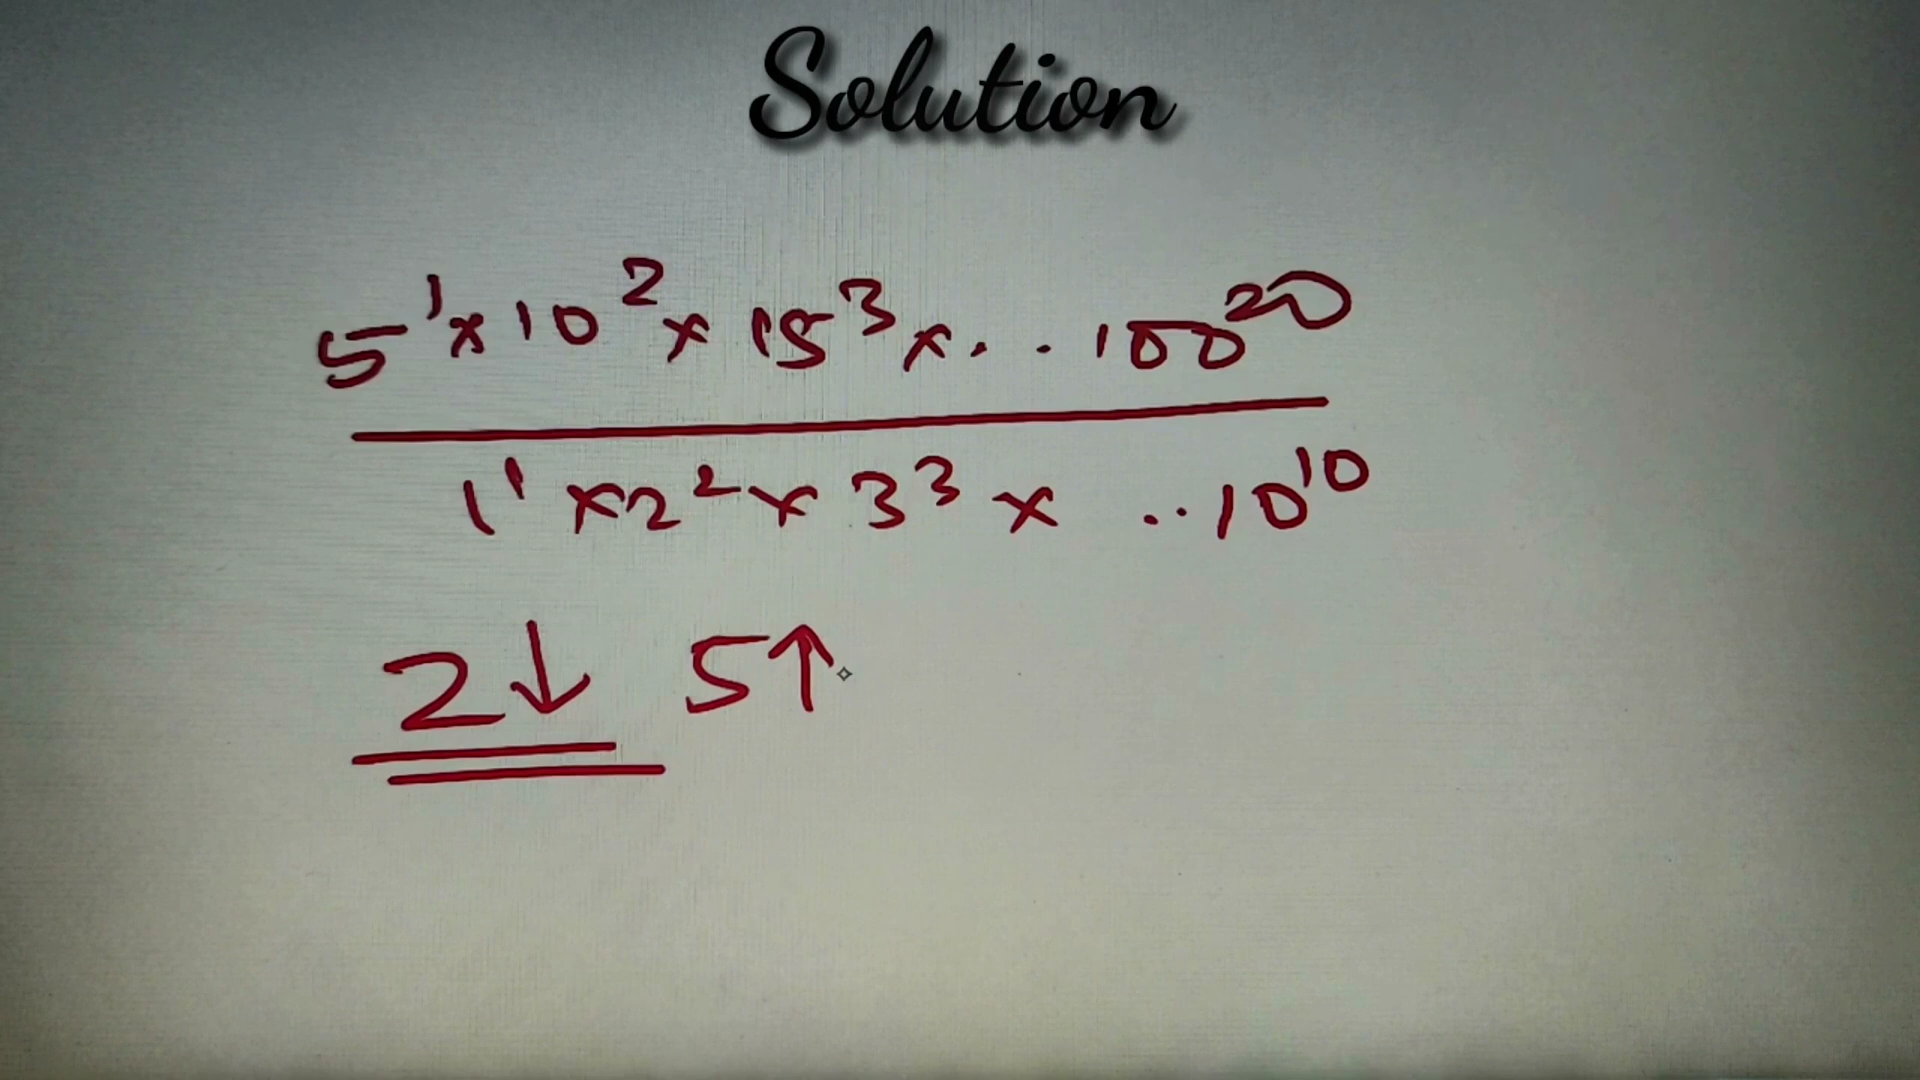 Solution
5¹ × 10² × 15³ × . . . 100²⁰
1¹ × 2² × 3³ × . . 10¹⁰
2↓ 5↑